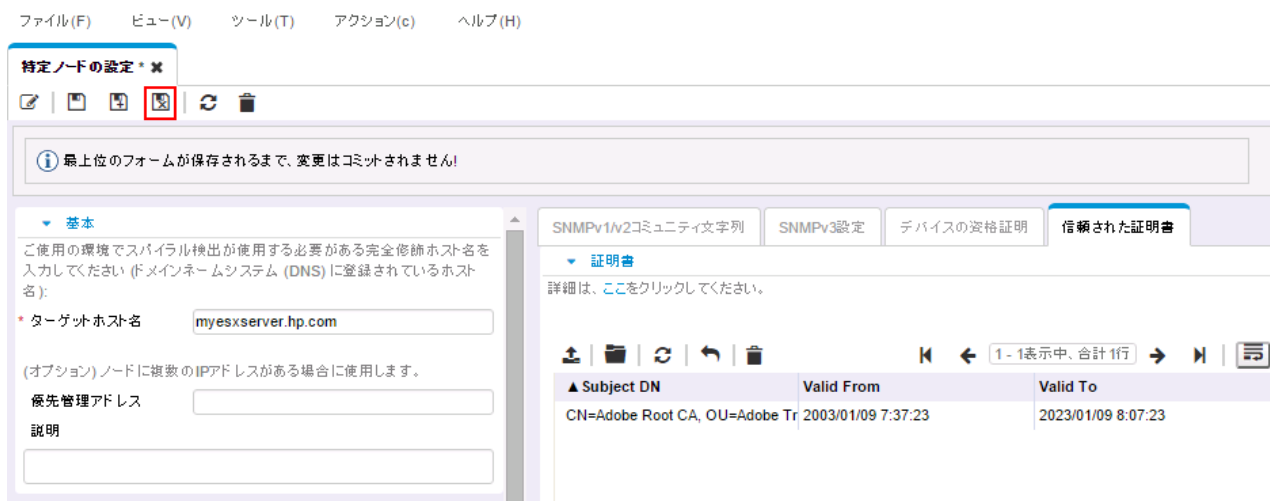 ファイル(F) ビュー(V) ツール(T) アクション(c) ヘルプ(H)
特定ノードの設定 *
最上位のフォームが保存されるまで、変更はコミットされません!
基本
ご使用の環境でスパイラル検出が使用する必要がある完全修飾ホスト名を
入力してください (ドメインネームシステム (DNS) に登録されているホスト
名):
* ターゲットホスト名 myesxserver.hp.com
(オプション) ノードに複数のIPアドレスがある場合に使用します。
優先管理アドレス
説明
SNMPv1/v2コミュニティ文字列 SNMPv3設定 デバイスの資格証明 信頼された証明書
証明書
詳細は、ここをクリックしてください。
1 - 1表示中、合計 1行
▲ Subject DN Valid From Valid To
CN=Adobe Root CA, OU=Adobe Tr 2003/01/09 7:37:23 2023/01/09 8:07:23